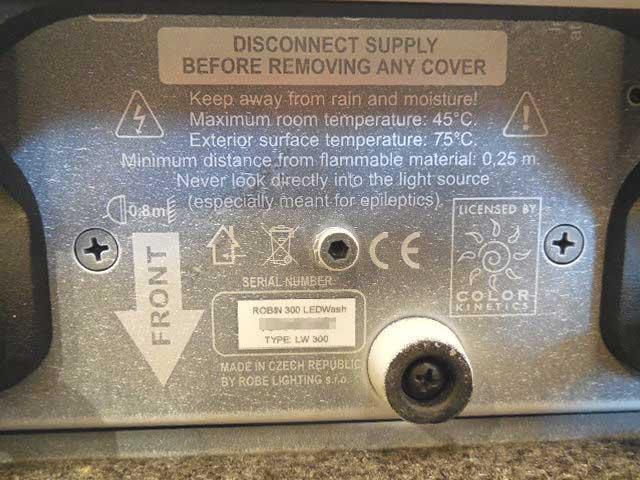 DISCONNECT SUPPLY
BEFORE REMOVING ANY COVER
Keep away from rain and moisture!
Maximum room temperature: 45°C.
Exterior surface temperature: 75°C.
Minimum distance from flammable material: 0,25 m.
Never look directly into the light source
(especially meant for epileptics).
0.8m
FRONT
CE
LICENSED BY
COLOR
KINETICS
SERIAL NUMBER:
ROBIN 300 LEDWash
TYPE: LW 300
MADE IN CZECH REPUBLIC
BY ROBE LIGHTING s.r.o.